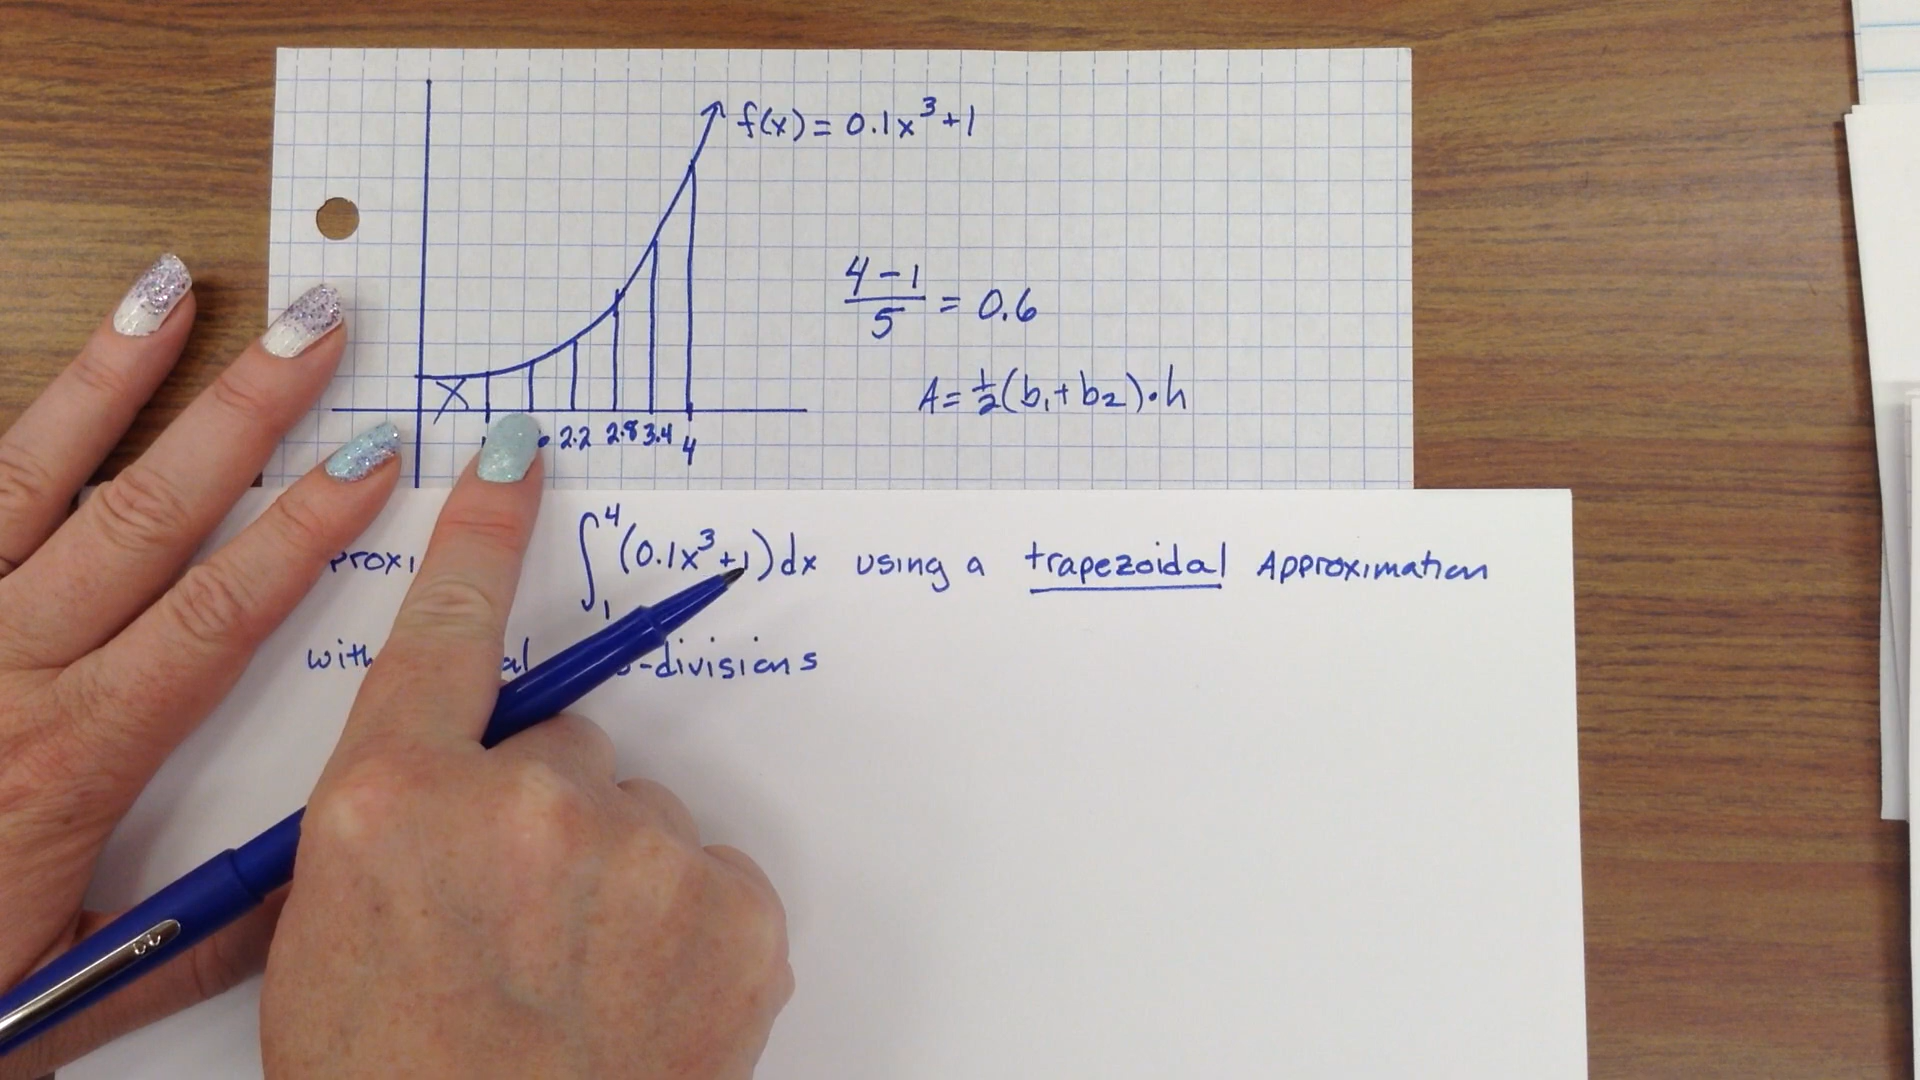 f(x) = 0.1x³+1
4-1/5 = 0.6
A = ½(b₁+b₂)·h
2.2 2.8 3.4 4
∫₁⁴ (0.1x³+1)dx using a trapezoidal Approximation
with -divisions